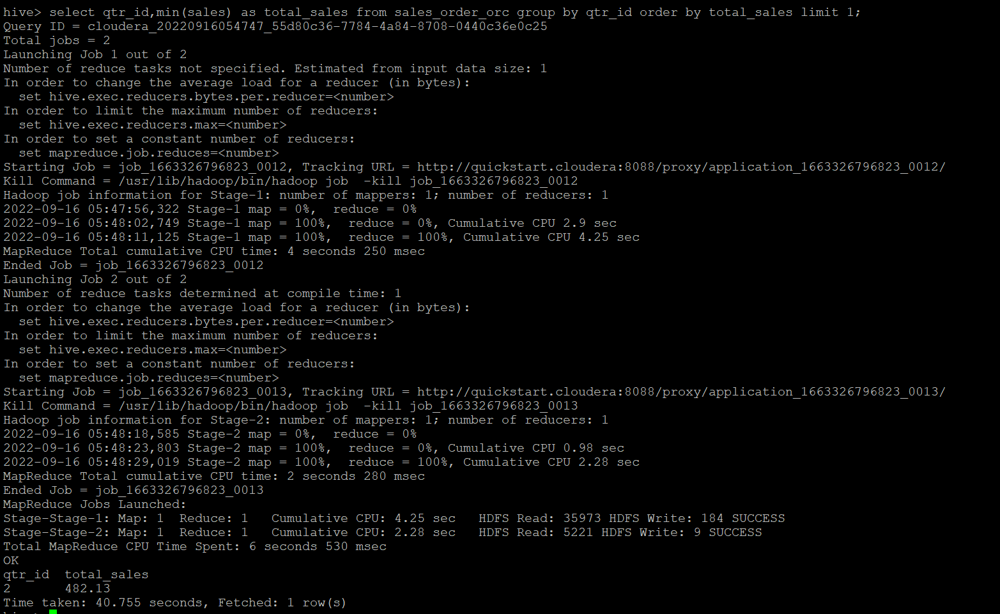 hive> select qtr_id,min(sales) as total_sales from sales_order_orc group by qtr_id order by total_sales limit 1;
Query ID = cloudera_20220916054747_55d80c36-7784-4a84-8708-0440c36e0c25
Total jobs = 2
Launching Job 1 out of 2
Number of reduce tasks not specified. Estimated from input data size: 1
In order to change the average load for a reducer (in bytes):
  set hive.exec.reducers.bytes.per.reducer=<number>
In order to limit the maximum number of reducers:
  set hive.exec.reducers.max=<number>
In order to set a constant number of reducers:
  set mapreduce.job.reduces=<number>
Starting Job = job_1663326796823_0012, Tracking URL = http://quickstart.cloudera:8088/proxy/application_1663326796823_0012/
Kill Command = /usr/lib/hadoop/bin/hadoop job  -kill job_1663326796823_0012
Hadoop job information for Stage-1: number of mappers: 1; number of reducers: 1
2022-09-16 05:47:56,322 Stage-1 map = 0%,  reduce = 0%
2022-09-16 05:48:02,749 Stage-1 map = 100%,  reduce = 0%, Cumulative CPU 2.9 sec
2022-09-16 05:48:11,125 Stage-1 map = 100%,  reduce = 100%, Cumulative CPU 4.25 sec
MapReduce Total cumulative CPU time: 4 seconds 250 msec
Ended Job = job_1663326796823_0012
Launching Job 2 out of 2
Number of reduce tasks determined at compile time: 1
In order to change the average load for a reducer (in bytes):
  set hive.exec.reducers.bytes.per.reducer=<number>
In order to limit the maximum number of reducers:
  set hive.exec.reducers.max=<number>
In order to set a constant number of reducers:
  set mapreduce.job.reduces=<number>
Starting Job = job_1663326796823_0013, Tracking URL = http://quickstart.cloudera:8088/proxy/application_1663326796823_0013/
Kill Command = /usr/lib/hadoop/bin/hadoop job  -kill job_1663326796823_0013
Hadoop job information for Stage-2: number of mappers: 1; number of reducers: 1
2022-09-16 05:48:18,585 Stage-2 map = 0%,  reduce = 0%
2022-09-16 05:48:23,803 Stage-2 map = 100%,  reduce = 0%, Cumulative CPU 0.98 sec
2022-09-16 05:48:29,019 Stage-2 map = 100%,  reduce = 100%, Cumulative CPU 2.28 sec
MapReduce Total cumulative CPU time: 2 seconds 280 msec
Ended Job = job_1663326796823_0013
MapReduce Jobs Launched:
Stage-Stage-1: Map: 1  Reduce: 1   Cumulative CPU: 4.25 sec   HDFS Read: 35973 HDFS Write: 184 SUCCESS
Stage-Stage-2: Map: 1  Reduce: 1   Cumulative CPU: 2.28 sec   HDFS Read: 5221 HDFS Write: 9 SUCCESS
Total MapReduce CPU Time Spent: 6 seconds 530 msec
OK
qtr_id  total_sales
2       482.13
Time taken: 40.755 seconds, Fetched: 1 row(s)